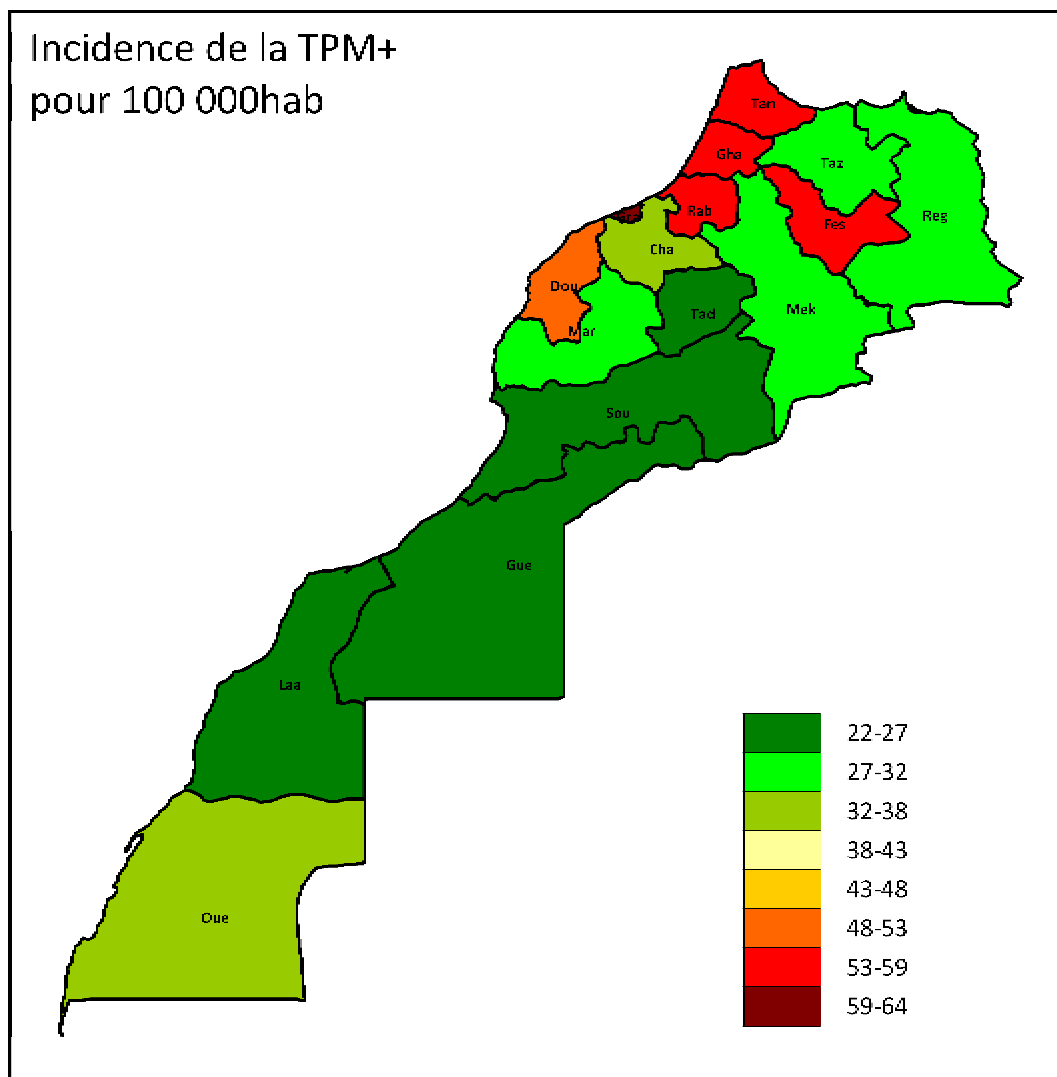 Incidence de la TPM+
pour 100 000hab
Tan
Gha
Taz
Rab
Fes
Reg
Cha
Dou
Mar
Tad
Mek
Sou
Gue
Laa
Oue
22-27
27-32
32-38
38-43
43-48
48-53
53-59
59-64